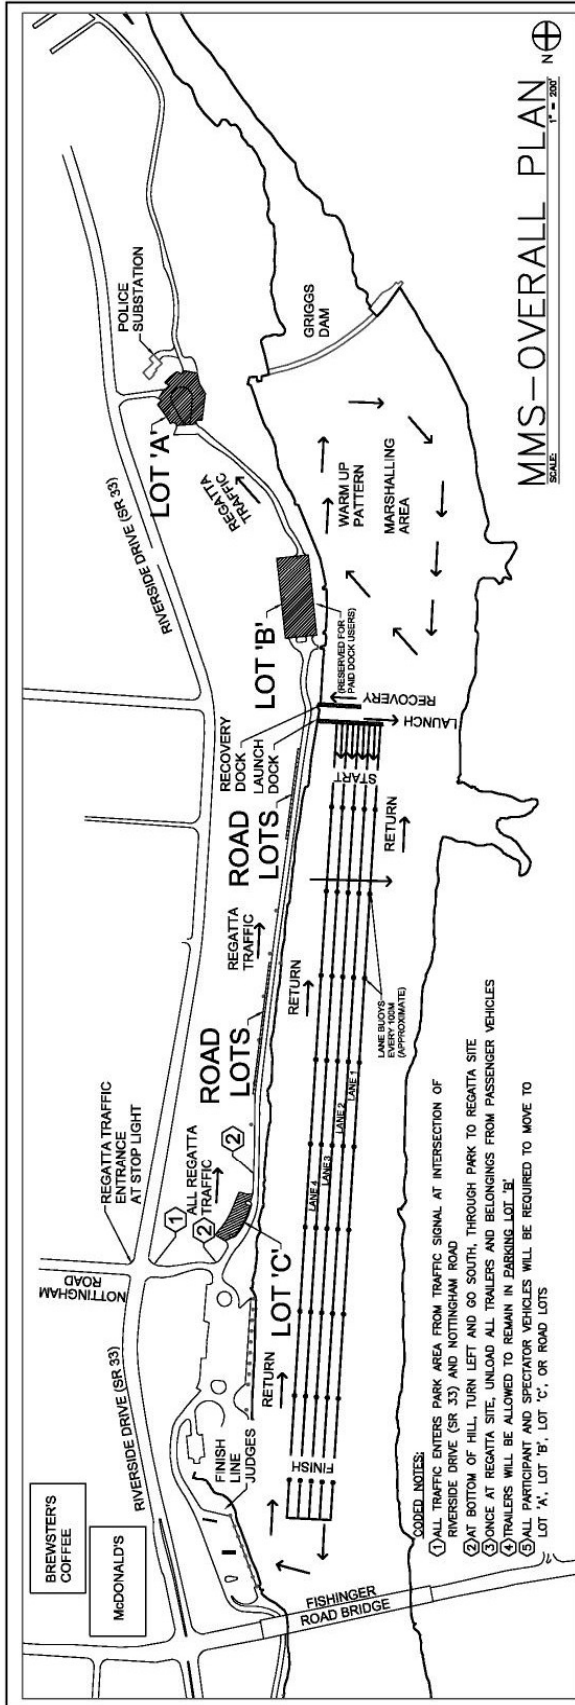 BREWSTER'S
COFFEE
McDONALD'S
RIVERSIDE DRIVE (SR 33)
NOTTINGHAM
ROAD
REGATTA TRAFFIC
ENTRANCE
AT STOP LIGHT
1
2
ALL REGATTA
TRAFFIC
2
LOT 'C'
FINISH
LINE
JUDGES
ROAD
LOTS
REGATTA
TRAFFIC
ROAD
LOTS
RECOVERY
DOCK
LAUNCH
DOCK
LOT 'B'
(RESERVED FOR
PAID DOCK USERS)
RIVERSIDE DRIVE (SR 33)
LOT 'A'
REGATTA
TRAFFIC
POLICE
SUBSTATION
GRIGGS
DAM
WARM UP
PATTERN
MARSHALLING
AREA
RECOVERY
LAUNCH
START
RETURN
RETURN
RETURN
FINISH
LANE 4
LANE 3
LANE 2
LANE 1
LANE BUOYS
EVERY 100M
(APPROXIMATE)
FISHINGER
ROAD BRIDGE
CODED NOTES:
1 ALL TRAFFIC ENTERS PARK AREA FROM TRAFFIC SIGNAL AT INTERSECTION OF
RIVERSIDE DRIVE (SR 33) AND NOTTINGHAM ROAD
2 AT BOTTOM OF HILL, TURN LEFT AND GO SOUTH, THROUGH PARK TO REGATTA SITE
3 ONCE AT REGATTA SITE, UNLOAD ALL TRAILERS AND BELONGINGS FROM PASSENGER VEHICLES
4 TRAILERS WILL BE ALLOWED TO REMAIN IN PARKING LOT 'B'
5 ALL PARTICIPANT AND SPECTATOR VEHICLES WILL BE REQUIRED TO MOVE TO
LOT 'A', LOT 'B', LOT 'C', OR ROAD LOTS
MMS-OVERALL PLAN
SCALE:
1" = 200'
N